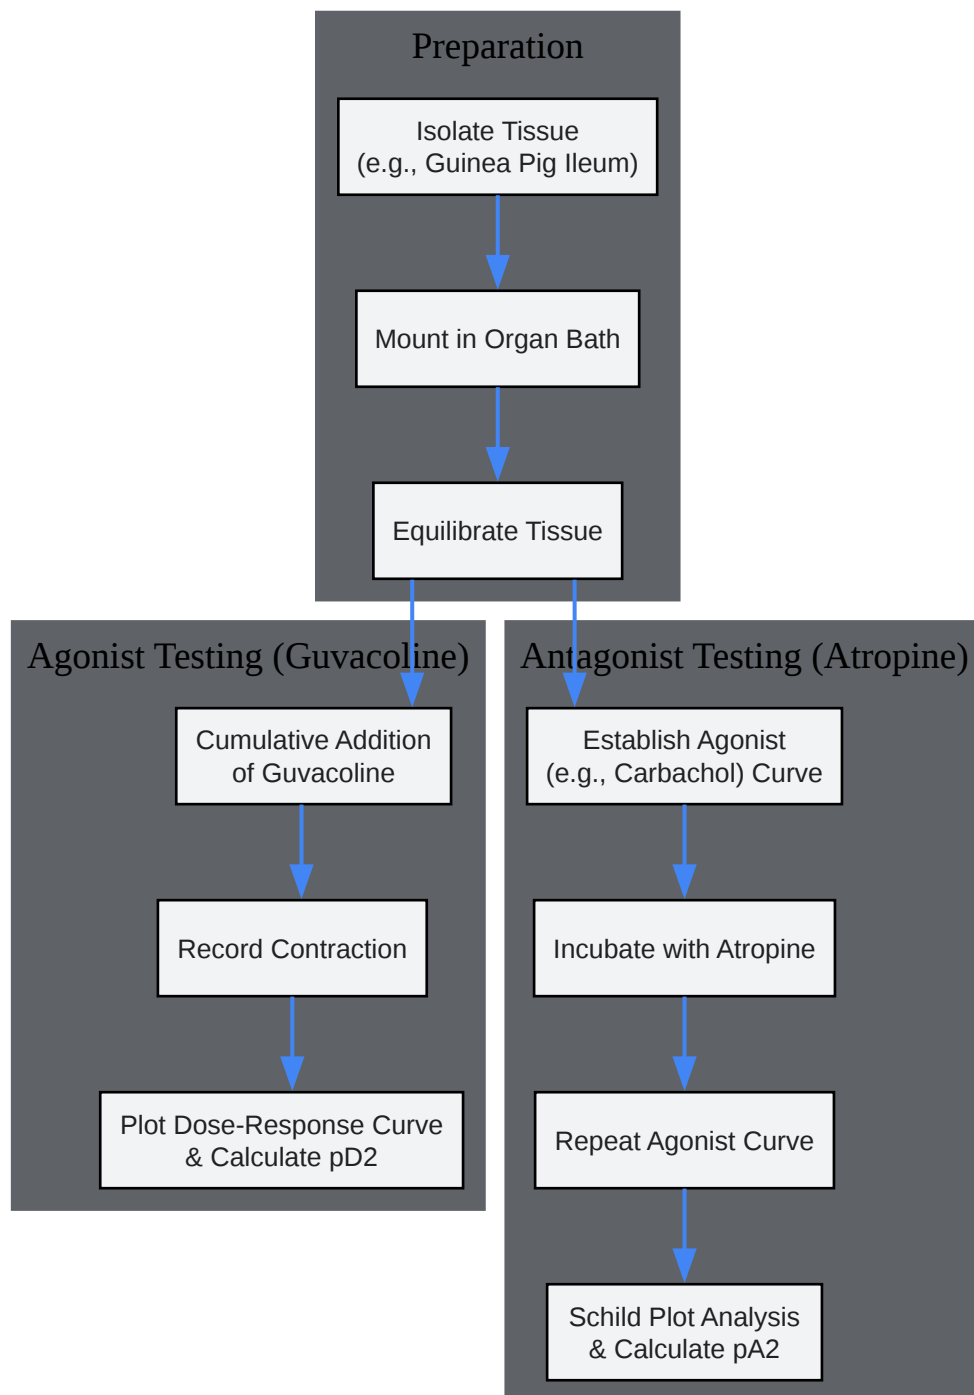 Preparation
Isolate Tissue
(e.g., Guinea Pig Ileum)
Mount in Organ Bath
Equilibrate Tissue
Agonist Testing (Guvacoline)
Cumulative Addition
of Guvacoline
Record Contraction
Plot Dose-Response Curve
& Calculate pD2
Antagonist Testing (Atropine)
Establish Agonist
(e.g., Carbachol) Curve
Incubate with Atropine
Repeat Agonist Curve
Schild Plot Analysis
& Calculate pA2